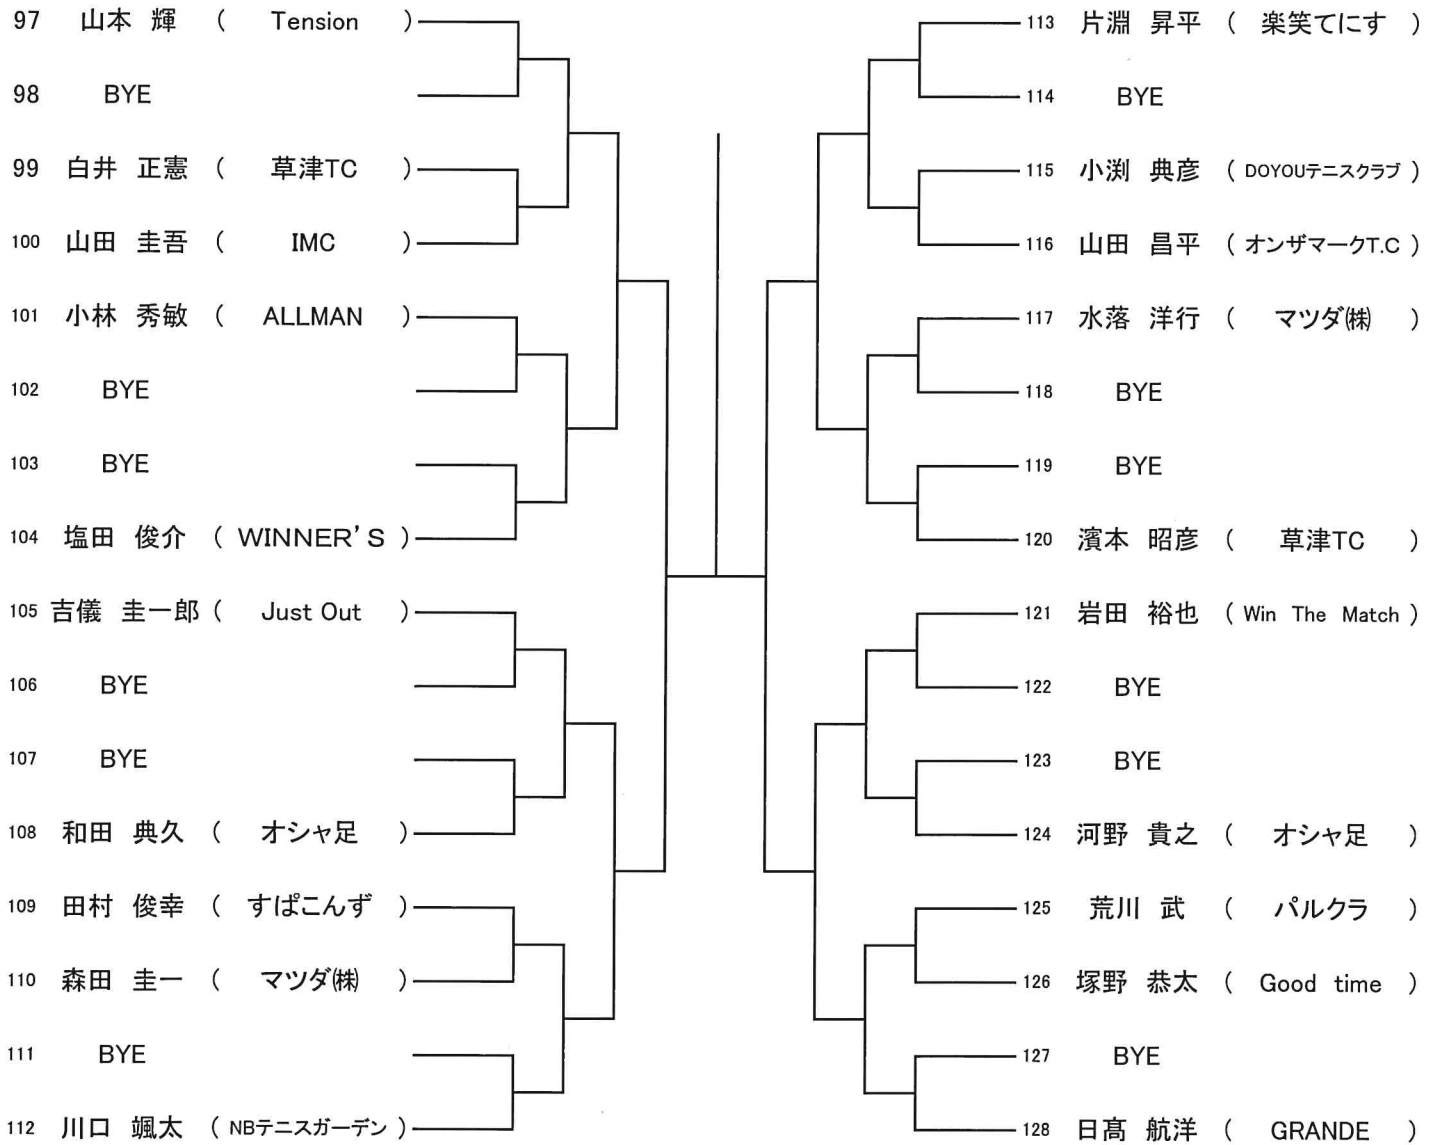 97 山本 輝 ( Tension )
98 BYE
99 白井 正憲 ( 草津TC )
100 山田 圭吾 ( IMC )
101 小林 秀敏 ( ALLMAN )
102 BYE
103 BYE
104 塩田 俊介 ( WINNER'S )
105 吉儀 圭一郎 ( Just Out )
106 BYE
107 BYE
108 和田 典久 ( オシャ足 )
109 田村 俊幸 ( すぱこんず )
110 森田 圭一 ( マツダ㈱ )
111 BYE
112 川口 颯太 ( NBテニスガーデン )
113 片淵 昇平 ( 楽笑てにす )
114 BYE
115 小渕 典彦 ( DOYOUテニスクラブ )
116 山田 昌平 ( オンザマークT.C )
117 水落 洋行 ( マツダ㈱ )
118 BYE
119 BYE
120 濱本 昭彦 ( 草津TC )
121 岩田 裕也 ( Win The Match )
122 BYE
123 BYE
124 河野 貴之 ( オシャ足 )
125 荒川 武 ( パルクラ )
126 塚野 恭太 ( Good time )
127 BYE
128 日髙 航洋 ( GRANDE )